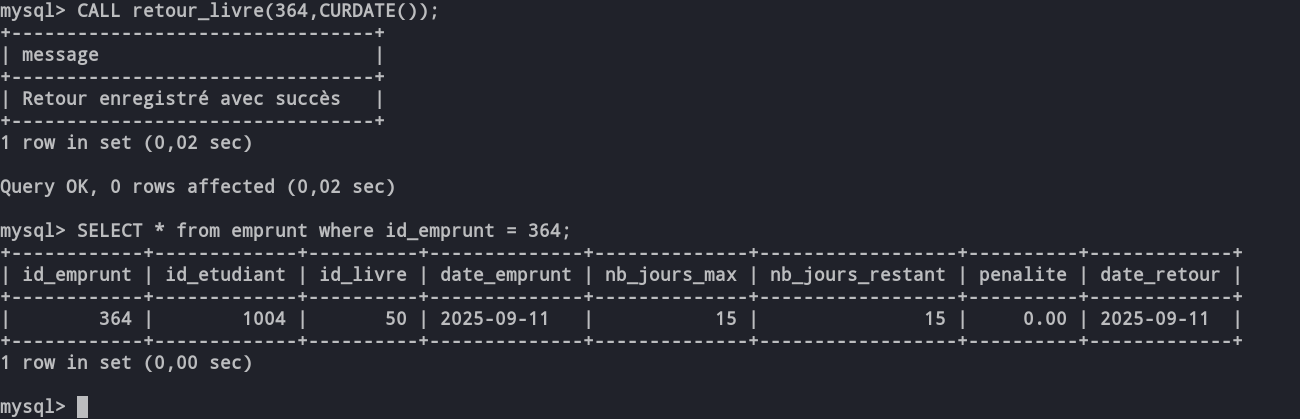 mysql> CALL retour_livre(364,CURDATE());
+---------------------------------+
| message                         |
+---------------------------------+
| Retour enregistré avec succès   |
+---------------------------------+
1 row in set (0,02 sec)
Query OK, 0 rows affected (0,02 sec)
mysql> SELECT * from emprunt where id_emprunt = 364;
+------------+-------------+----------+--------------+--------------+------------------+----------+-------------+
| id_emprunt | id_etudiant | id_livre | date_emprunt | nb_jours_max | nb_jours_restant | penalite | date_retour |
+------------+-------------+----------+--------------+--------------+------------------+----------+-------------+
|        364 |        1004 |       50 | 2025-09-11   |           15 |               15 |     0.00 | 2025-09-11  |
+------------+-------------+----------+--------------+--------------+------------------+----------+-------------+
1 row in set (0,00 sec)
mysql>